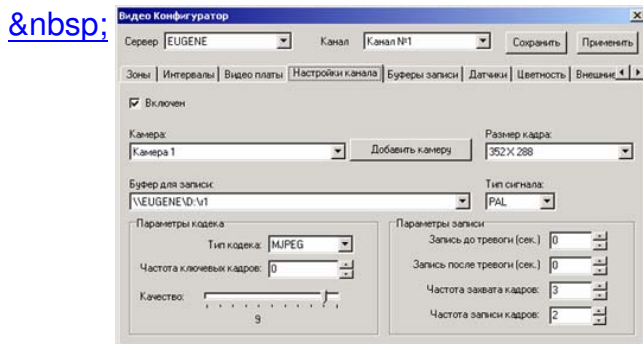 &nbsp;
Видео Конфигуратор
Сервер EUGENE Канал Канал №1 Сохранить Применить
Зоны Интервалы Видео платы Настройки канала Буферы записи Датчики Цветность Внешние
Включен
Камера: Размер кадра:
Камера 1 Добавить камеру 352 X 288
Буфер для записи: Тип сигнала:
\\EUGENE\D:\r1 PAL
Параметры кодека Параметры записи
Тип кодека: MJPEG Запись до тревоги (сек.) 0
Частота ключевых кадров: 0 Запись после тревоги (сек.) 0
Качество: Частота захвата кадров: 3
9 Частота записи кадров: 2